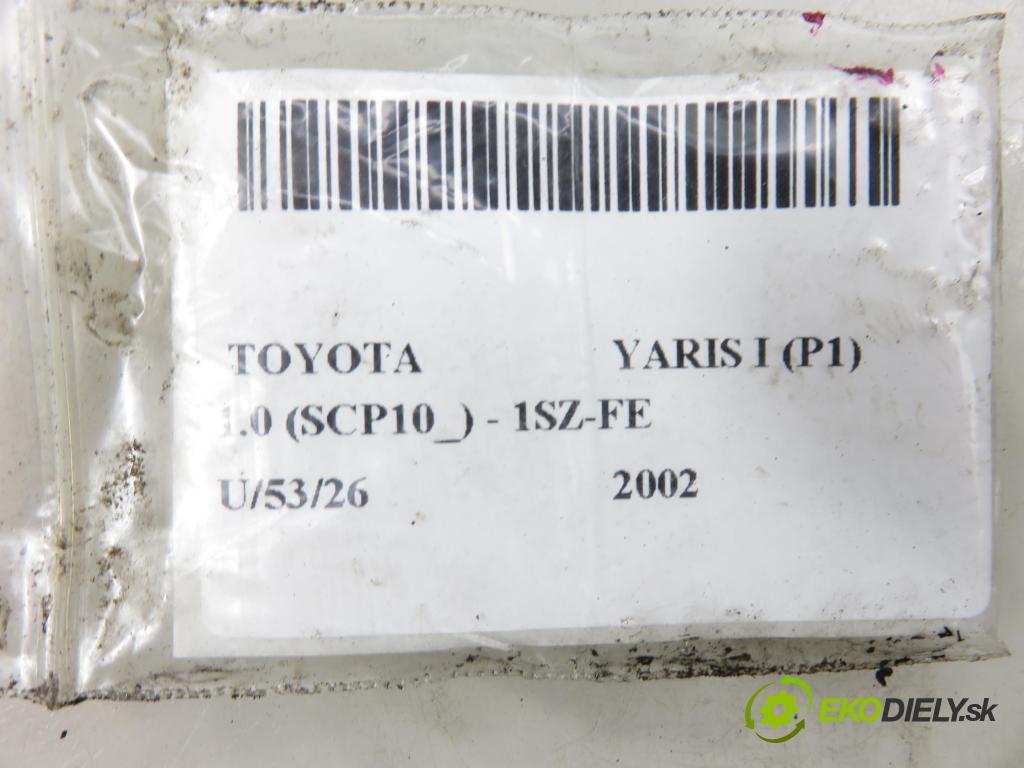 TOYOTA YARIS I (P1)
1.0 (SCP10_) - 1SZ-FE
U/53/26 2002
EKODIELY.sk